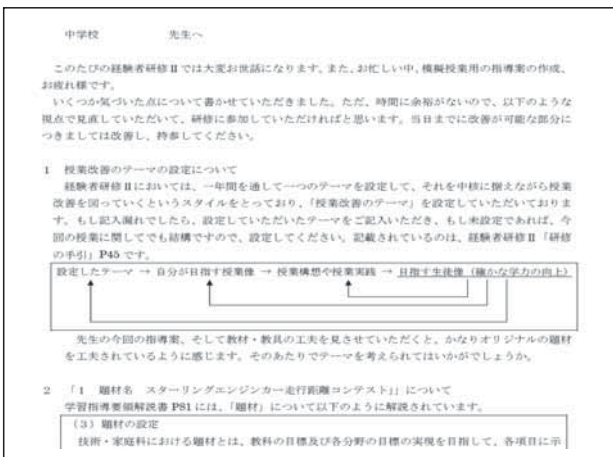 中学校　　　　先生へ
このたびの経験者研修Ⅱでは大変お世話になります。また、お忙しい中、模擬授業用の指導案の作成、
お疲れ様です。
いくつか気づいた点について書かせていただきました。ただ、時間に余裕がないので、以下のような
視点で見直していただいて、研修に参加していただければと思います。当日までに改善が可能な部分に
つきましては改善し、持参してください。
1　授業改善のテーマの設定について
経験者研修Ⅱにおいては、一年間を通して一つのテーマを設定して、それを中核に据えながら授業
改善を図っていくというスタイルをとっており、「授業改善のテーマ」を設定していただいておりま
す。もし記入漏れでしたら、設定していただいたテーマをご記入いただき、もし未設定であれば、今
回の授業に関してでも結構ですので、設定してください。記載されているのは、経験者研修Ⅱ「研修
の手引」P45 です。
設定したテーマ → 自分が目指す授業像 → 授業構想や授業実践 → 目指す生徒像（確かな学力の向上）
先生の今回の指導案、そして教材・教具の工夫を見させていただくと、かなりオリジナルの題材
を工夫されているように感じます。そのあたりでテーマを考えられてはいかがでしょうか。
2　「1　題材名　スターリングエンジンカー走行距離コンテスト」」について
学習指導要領解説書 P81 には、「題材」について以下のように解説されています。
（3）題材の設定
技術・家庭科における題材とは、教科の目標及び各分野の目標の実現を目指して、各項目に示